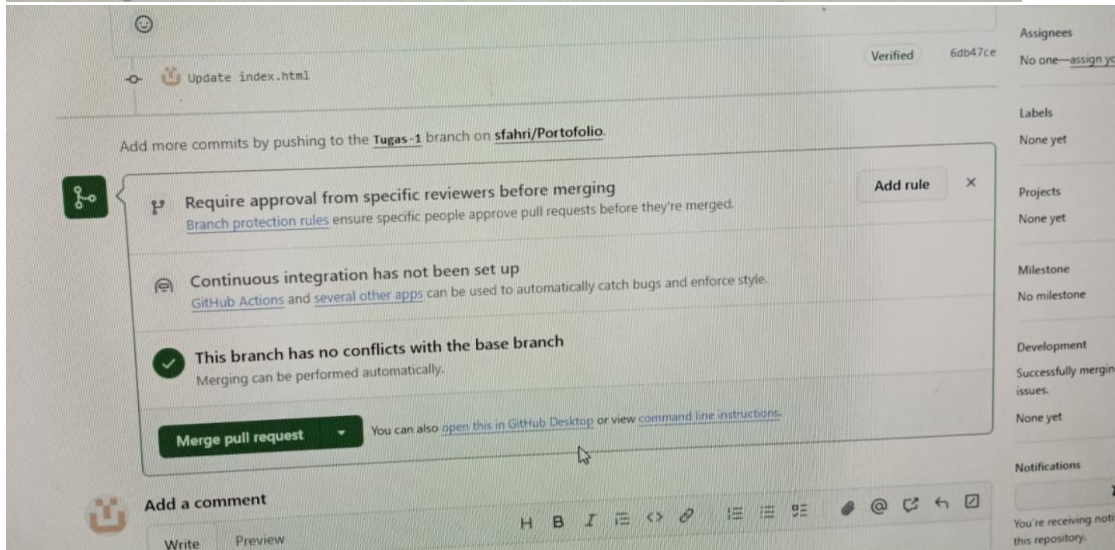 Update index.html
Verified
6db47ce
Add more commits by pushing to the Tugas-1 branch on sfahri/Portofolio.
Require approval from specific reviewers before merging
Branch protection rules ensure specific people approve pull requests before they're merged.
Add rule
Continuous integration has not been set up
GitHub Actions and several other apps can be used to automatically catch bugs and enforce style.
This branch has no conflicts with the base branch
Merging can be performed automatically.
Merge pull request
You can also open this in GitHub Desktop or view command line instructions.
Add a comment
Write
Preview
H B I
Assignees
No one—assign
Labels
None yet
Projects
None yet
Milestone
No milestone
Development
Successfully
issues.
None yet
Notifications
You're receiving
this repository.